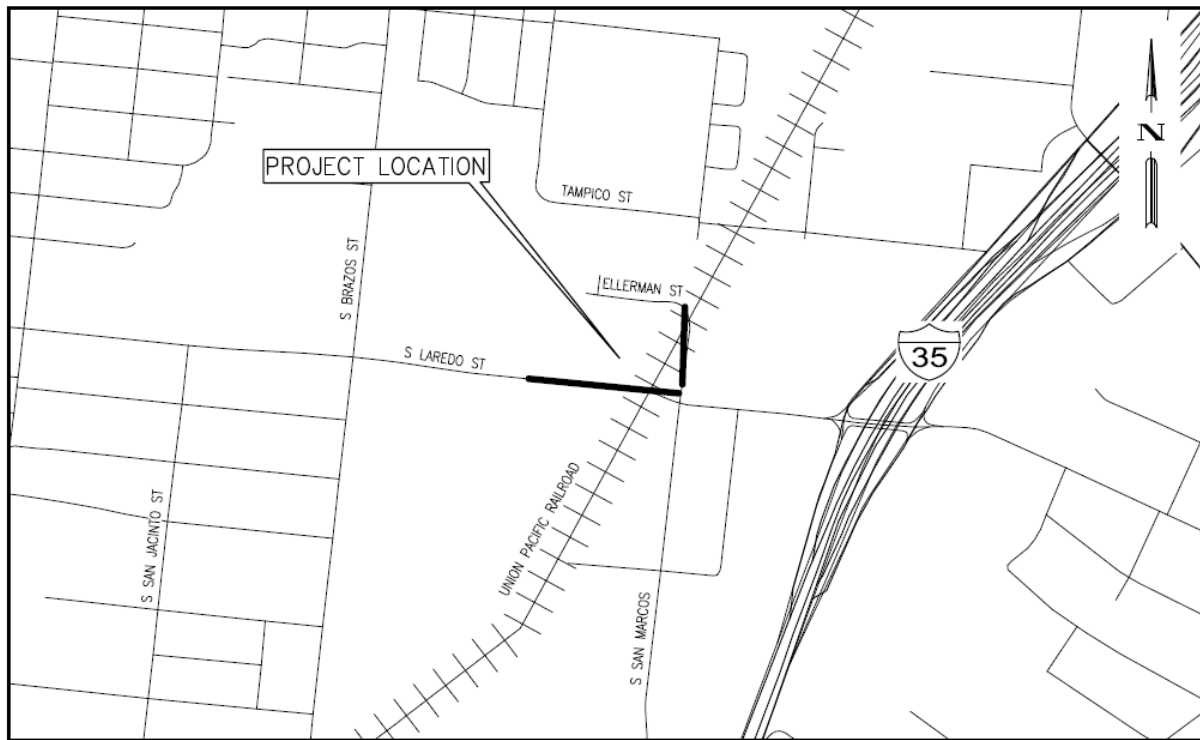 N
PROJECT LOCATION
TAMPICO ST
S BRAZOS ST
ELLERMAN ST
S LAREDO ST
35
UNION PACIFIC RAILROAD
S SAN JACINTO ST
S SAN MARCOS